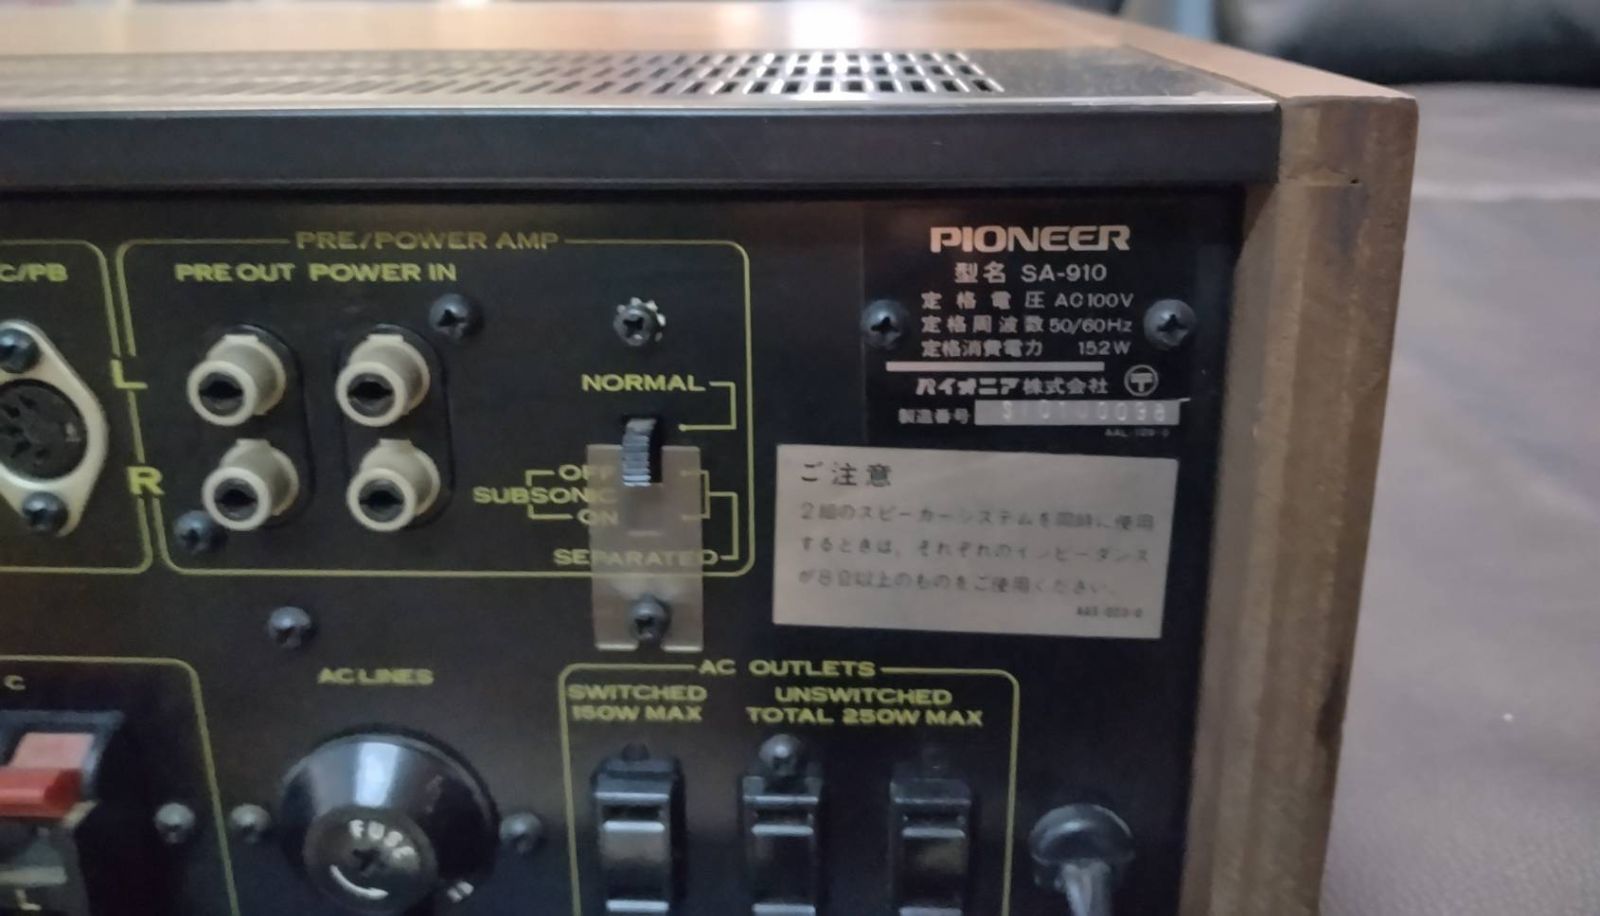 C/PB
PRE/POWER AMP
PRE OUT POWER IN
L
R
NORMAL
OFF
SUBSONIC
ON
SEPARATED
PIONEER
型名 SA-910
定格電圧 AC100V
定格周波数 50/60Hz
定格消費電力 152W
パイオニア株式会社 〒
製造番号
ご注意
2組のスピーカーシステムを同時に使用
するときは、それぞれのインピーダンス
が8Ω以上のものをご使用ください。
C
AC LINES
FUSE
AC OUTLETS
SWITCHED
150W MAX
UNSWITCHED
TOTAL 250W MAX
L